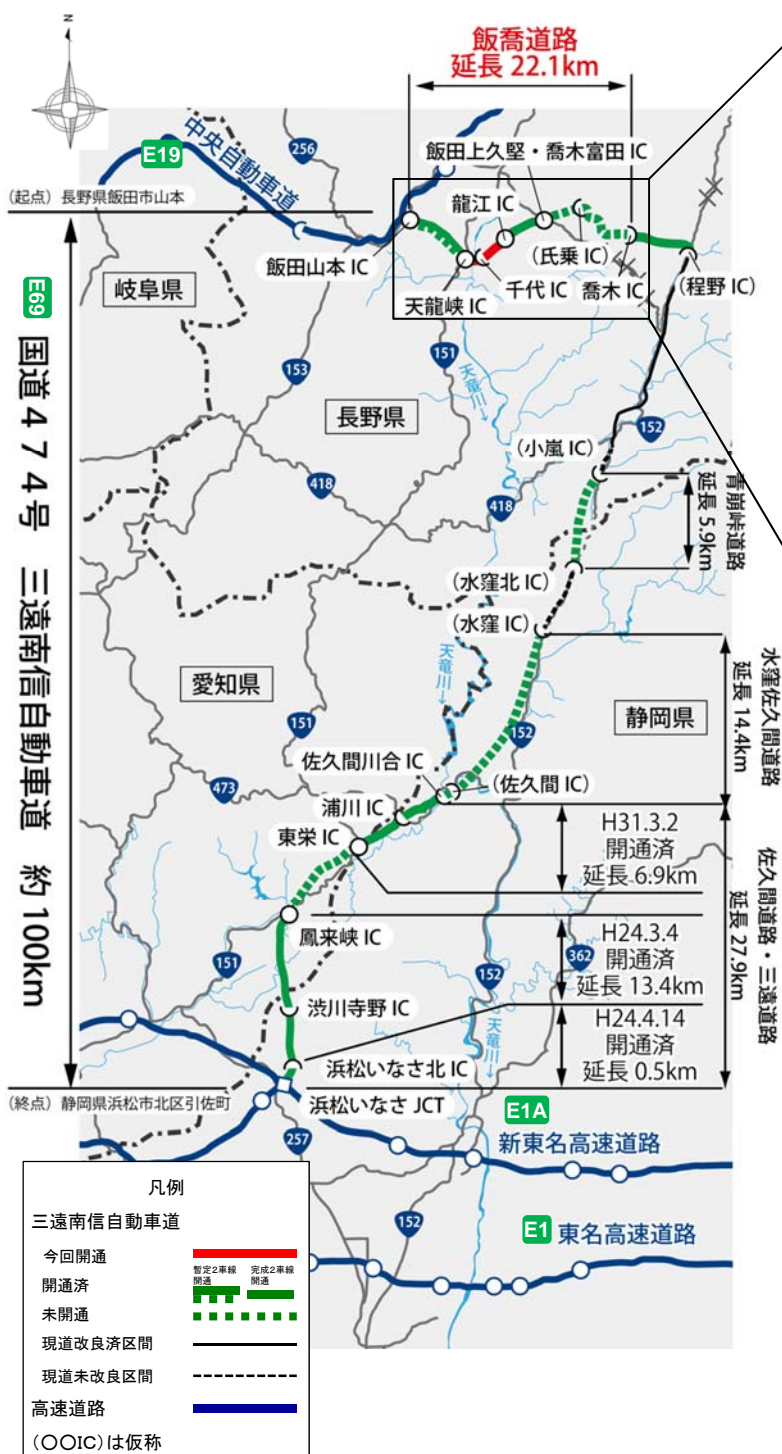 N
飯喬道路
延長 22.1km
E19
中央自動車道
256
飯田上久堅・喬木富田 IC
(起点) 長野県飯田市山本
龍江 IC
飯田山本 IC
(氏乗 IC)
千代 IC
喬木 IC
(程野 IC)
天龍峡 IC
E69
国道474号 三遠南信自動車道 約100km
岐阜県
153
151
天竜川→
長野県
152
(小嵐 IC)
418
418
青崩峠道路
延長 5.9km
(水窪北 IC)
(水窪 IC)
愛知県
天竜川→
静岡県
水窪佐久間道路
延長 14.4km
151
152
佐久間川合 IC
(佐久間 IC)
473
浦川 IC
東栄 IC
H31.3.2
開通済
延長 6.9km
佐久間道路・三遠道路
延長 27.9km
鳳来峡 IC
H24.3.4
開通済
延長 13.4km
151
152
362
渋川寺野 IC
天竜川→
H24.4.14
開通済
延長 0.5km
浜松いなさ北 IC
(終点) 静岡県浜松市北区引佐町
浜松いなさ JCT
E1A
新東名高速道路
257
152
E1
東名高速道路
凡例
三遠南信自動車道
今回開通
開通済
暫定2車線
開通
完成2車線
開通
未開通
現道改良済区間
現道未改良区間
高速道路
(〇〇IC)は仮称